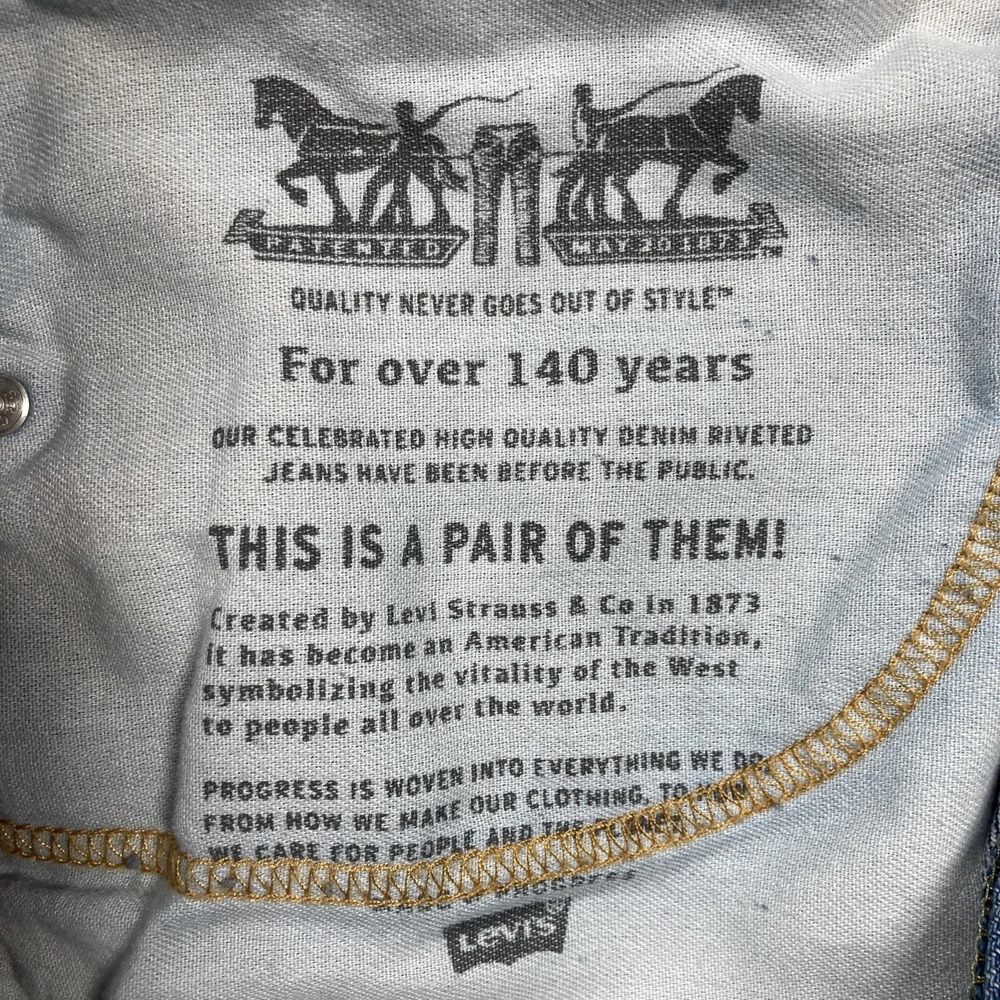 PATENTED MAY 20 1873 ™
QUALITY NEVER GOES OUT OF STYLE™
For over 140 years
OUR CELEBRATED HIGH QUALITY DENIM RIVETED
JEANS HAVE BEEN BEFORE THE PUBLIC.
THIS IS A PAIR OF THEM!
Created by Levi Strauss & Co in 1873
it has become an American Tradition,
symbolizing the vitality of the West
to people all over the world.
PROGRESS IS WOVEN INTO EVERYTHING WE DO.
FROM HOW WE MAKE OUR CLOTHING, TO HOW
WE CARE FOR PEOPLE AND THE PLANET
Levi's